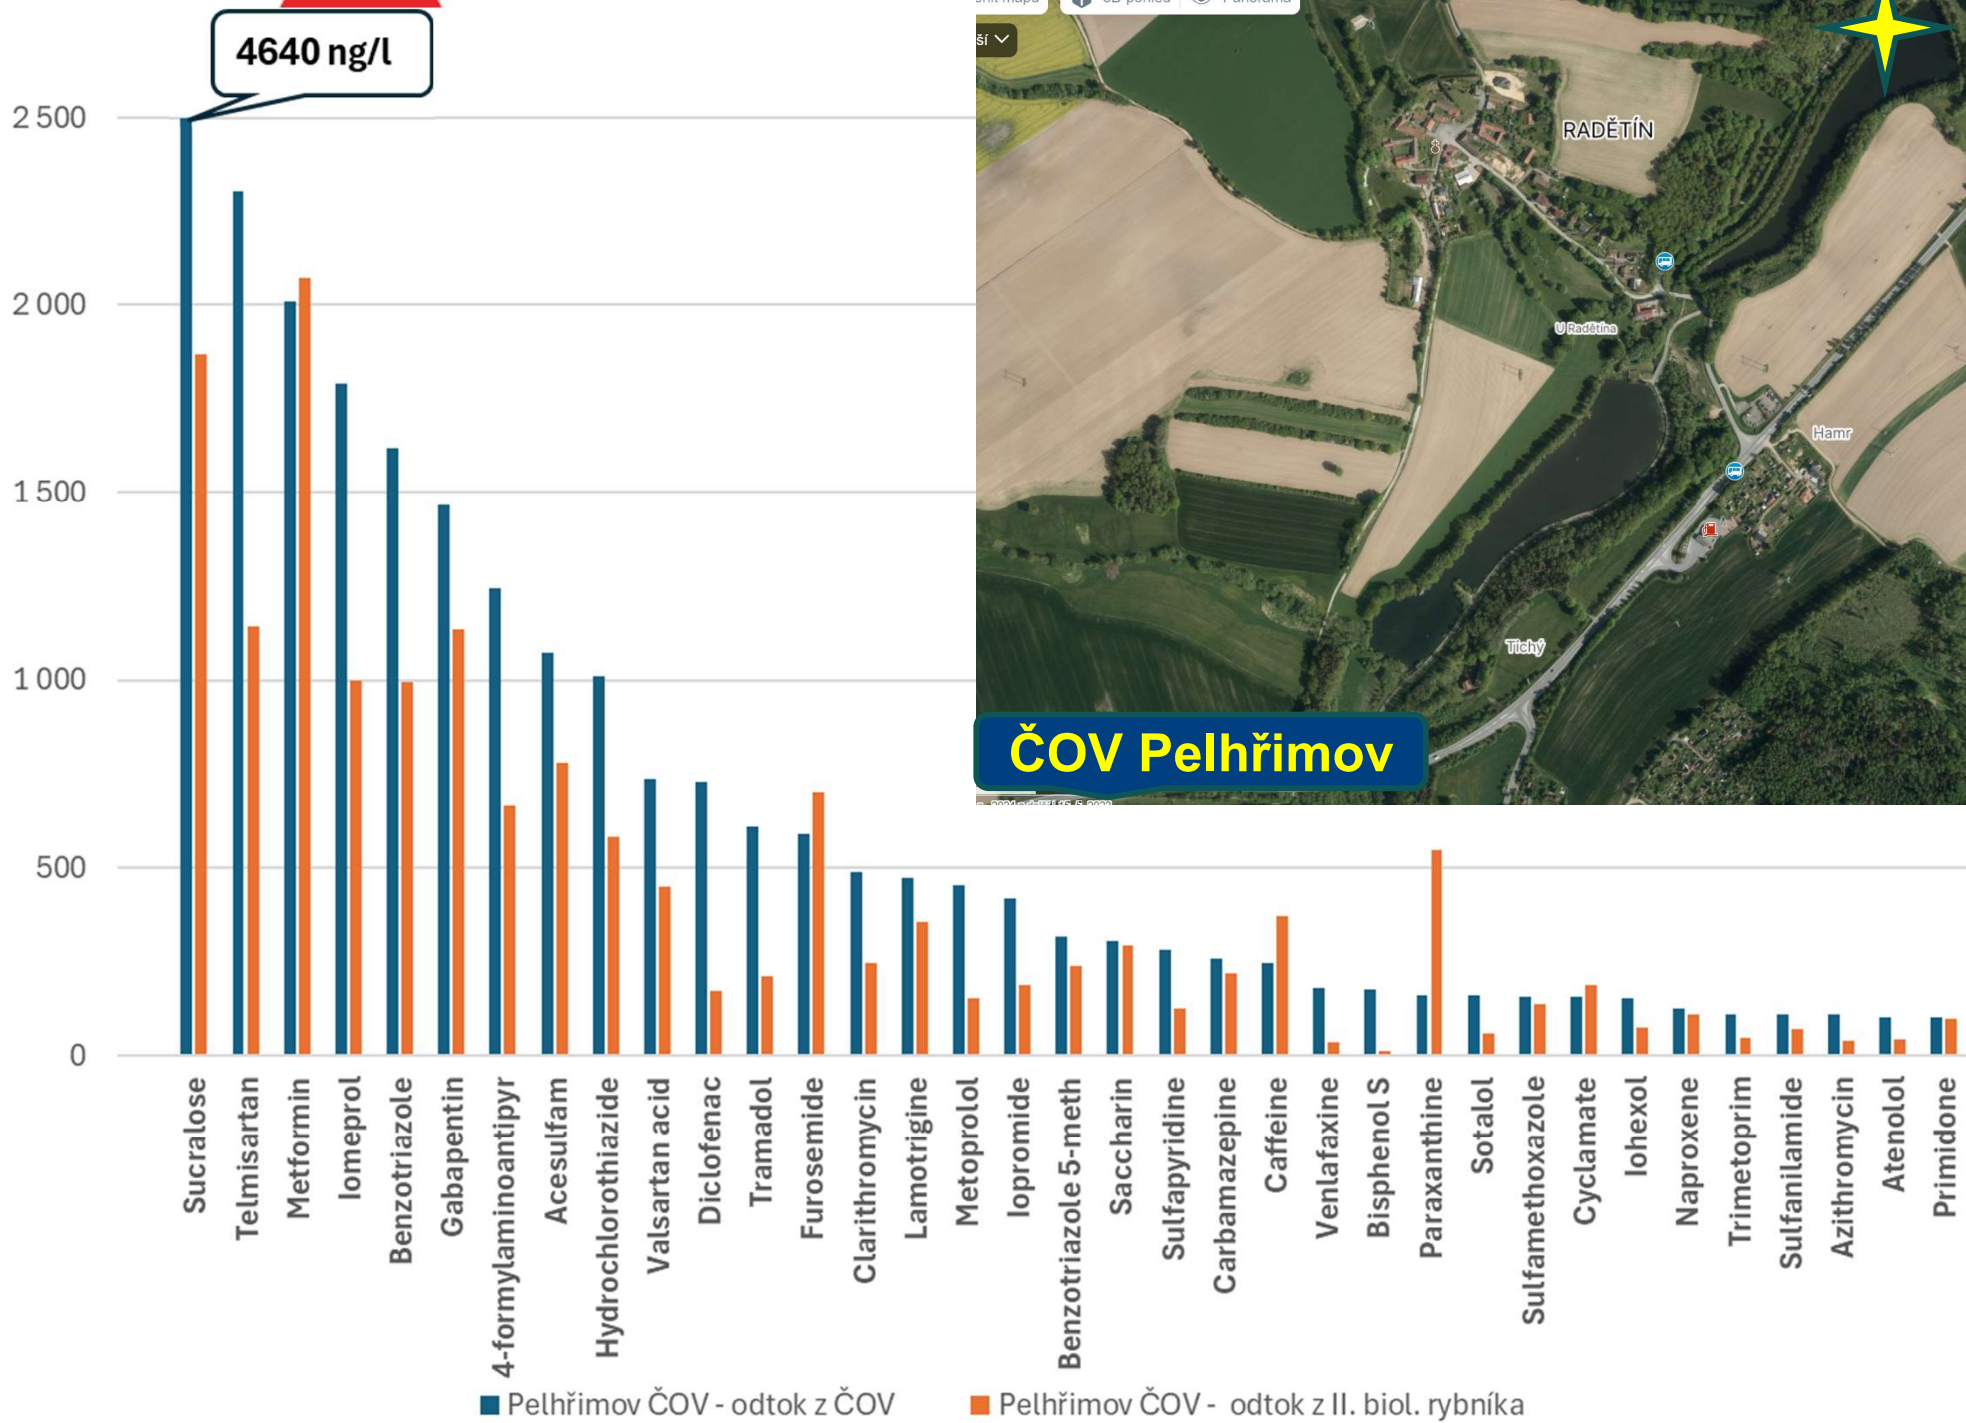 4640 ng/l
2 500
2 000
1 500
1 000
500
0
Sucralose
Telmisartan
Metformin
Iomeprol
Benzotriazole
Gabapentin
4-formylaminoantipyr
Acesulfam
Hydrochlorothiazide
Valsartan acid
Diclofenac
Tramadol
Furosemide
Clarithromycin
Lamotrigine
Metoprolol
Iopromide
Benzotriazole 5-meth
Saccharin
Sulfapyridine
Carbamazepine
Caffeine
Venlafaxine
Bisphenol S
Paraxanthine
Sotalol
Sulfamethoxazole
Cyclamate
Iohexol
Naproxene
Trimetoprim
Sulfanilamide
Azithromycin
Atenolol
Primidone
Pelhřimov ČOV - odtok z ČOV
Pelhřimov ČOV - odtok z II. biol. rybníka
3D pohled
Panorama
RADĚTÍN
U Radětína
Hamr
Tichý
ČOV Pelhřimov